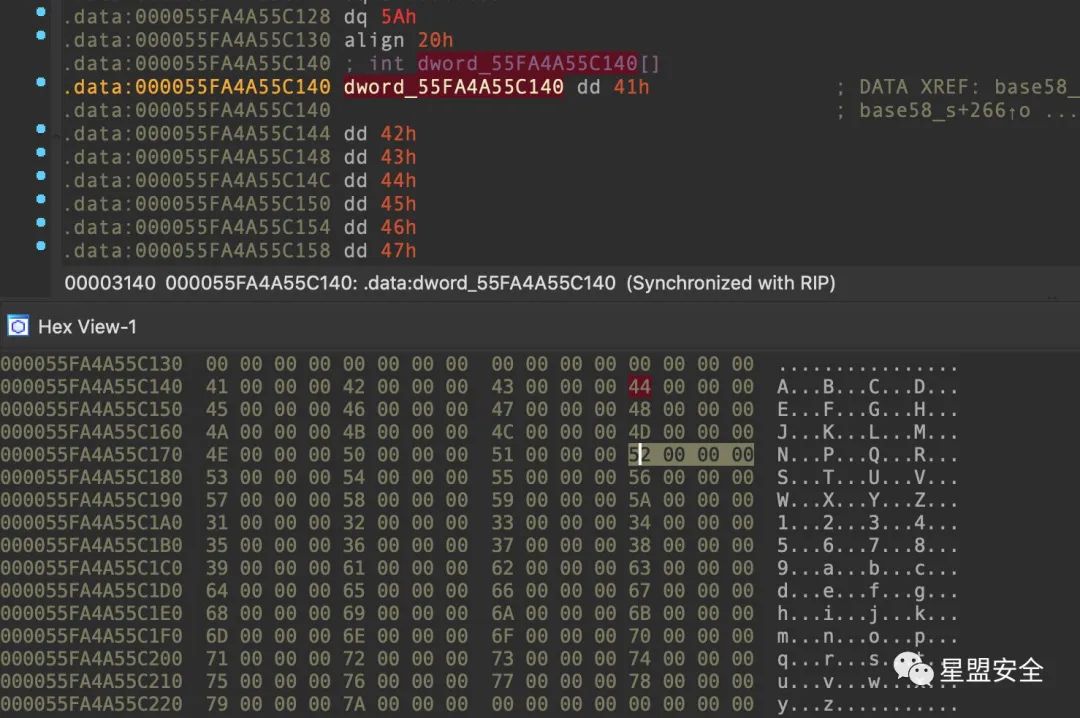 .data:000055FA4A55C128 dq 5Ah
.data:000055FA4A55C130 align 20h
.data:000055FA4A55C140 ; int dword_55FA4A55C140[]
.data:000055FA4A55C140 dword_55FA4A55C140 dd 41h ; DATA XREF: base58_
.data:000055FA4A55C140 ; base58_s+266↑o ...
.data:000055FA4A55C144 dd 42h
.data:000055FA4A55C148 dd 43h
.data:000055FA4A55C14C dd 44h
.data:000055FA4A55C150 dd 45h
.data:000055FA4A55C154 dd 46h
.data:000055FA4A55C158 dd 47h
00003140 000055FA4A55C140: .data:dword_55FA4A55C140 (Synchronized with RIP)
Hex View-1
000055FA4A55C130 00 00 00 00 00 00 00 00 00 00 00 00 00 00 00 00 ................
000055FA4A55C140 41 00 00 00 42 00 00 00 43 00 00 00 44 00 00 00 A...B...C...D...
000055FA4A55C150 45 00 00 00 46 00 00 00 47 00 00 00 48 00 00 00 E...F...G...H...
000055FA4A55C160 4A 00 00 00 4B 00 00 00 4C 00 00 00 4D 00 00 00 J...K...L...M...
000055FA4A55C170 4E 00 00 00 50 00 00 00 51 00 00 00 52 00 00 00 N...P...Q...R...
000055FA4A55C180 53 00 00 00 54 00 00 00 55 00 00 00 56 00 00 00 S...T...U...V...
000055FA4A55C190 57 00 00 00 58 00 00 00 59 00 00 00 5A 00 00 00 W...X...Y...Z...
000055FA4A55C1A0 31 00 00 00 32 00 00 00 33 00 00 00 34 00 00 00 1...2...3...4...
000055FA4A55C1B0 35 00 00 00 36 00 00 00 37 00 00 00 38 00 00 00 5...6...7...8...
000055FA4A55C1C0 39 00 00 00 61 00 00 00 62 00 00 00 63 00 00 00 9...a...b...c...
000055FA4A55C1D0 64 00 00 00 65 00 00 00 66 00 00 00 67 00 00 00 d...e...f...g...
000055FA4A55C1E0 68 00 00 00 69 00 00 00 6A 00 00 00 6B 00 00 00 h...i...j...k...
000055FA4A55C1F0 6D 00 00 00 6E 00 00 00 6F 00 00 00 70 00 00 00 m...n...o...p...
000055FA4A55C200 71 00 00 00 72 00 00 00 73 00 00 00 74 00 00 00 q...r...s...t...
000055FA4A55C210 75 00 00 00 76 00 00 00 77 00 00 00 78 00 00 00 u...v...w...x...
000055FA4A55C220 79 00 00 00 7A 00 00 00 00 00 00 00 00 00 00 00 y...z...........
星盟安全